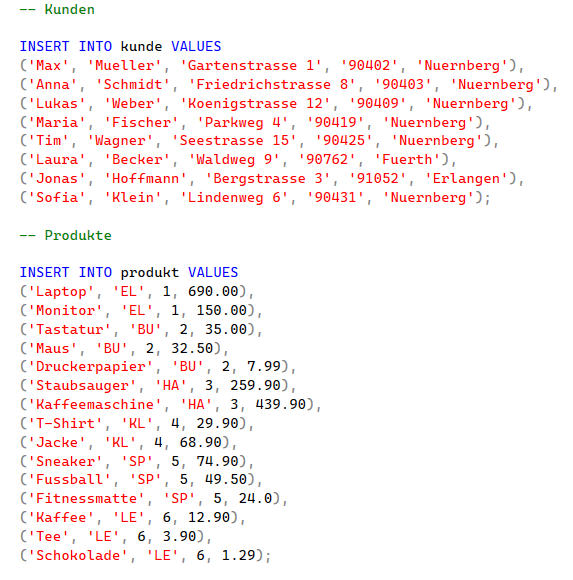 -- Kunden
INSERT INTO kunde VALUES
('Max', 'Mueller', 'Gartenstrasse 1', '90402', 'Nuernberg'),
('Anna', 'Schmidt', 'Friedrichstrasse 8', '90403', 'Nuernberg'),
('Lukas', 'Weber', 'Koenigstrasse 12', '90409', 'Nuernberg'),
('Maria', 'Fischer', 'Parkweg 4', '90419', 'Nuernberg'),
('Tim', 'Wagner', 'Seestrasse 15', '90425', 'Nuernberg'),
('Laura', 'Becker', 'Waldweg 9', '90762', 'Fuerth'),
('Jonas', 'Hoffmann', 'Bergstrasse 3', '91052', 'Erlangen'),
('Sofia', 'Klein', 'Lindenweg 6', '90431', 'Nuernberg');
-- Produkte
INSERT INTO produkt VALUES
('Laptop', 'EL', 1, 690.00),
('Monitor', 'EL', 1, 150.00),
('Tastatur', 'BU', 2, 35.00),
('Maus', 'BU', 2, 32.50),
('Druckerpapier', 'BU', 2, 7.99),
('Staubsauger', 'HA', 3, 259.90),
('Kaffeemaschine', 'HA', 3, 439.90),
('T-Shirt', 'KL', 4, 29.90),
('Jacke', 'KL', 4, 68.90),
('Sneaker', 'SP', 5, 74.90),
('Fussball', 'SP', 5, 49.50),
('Fitnessmatte', 'SP', 5, 24.0),
('Kaffee', 'LE', 6, 12.90),
('Tee', 'LE', 6, 3.90),
('Schokolade', 'LE', 6, 1.29);